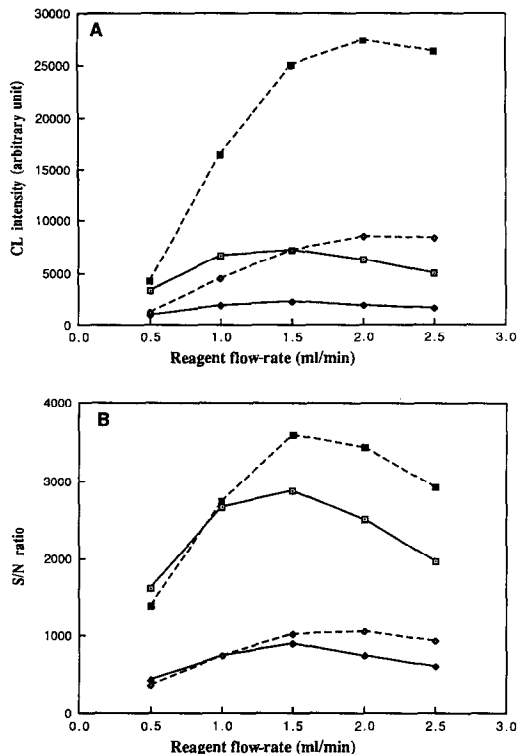 A
30000
25000
20000
15000
10000
5000
0
CL intensity (arbitrary unit)
0.0 0.5 1.0 1.5 2.0 2.5 3.0
Reagent flow-rate (ml/min)
B
4000
3000
2000
1000
0
S/N ratio
0.0 0.5 1.0 1.5 2.0 2.5 3.0
Reagent flow-rate (ml/min)